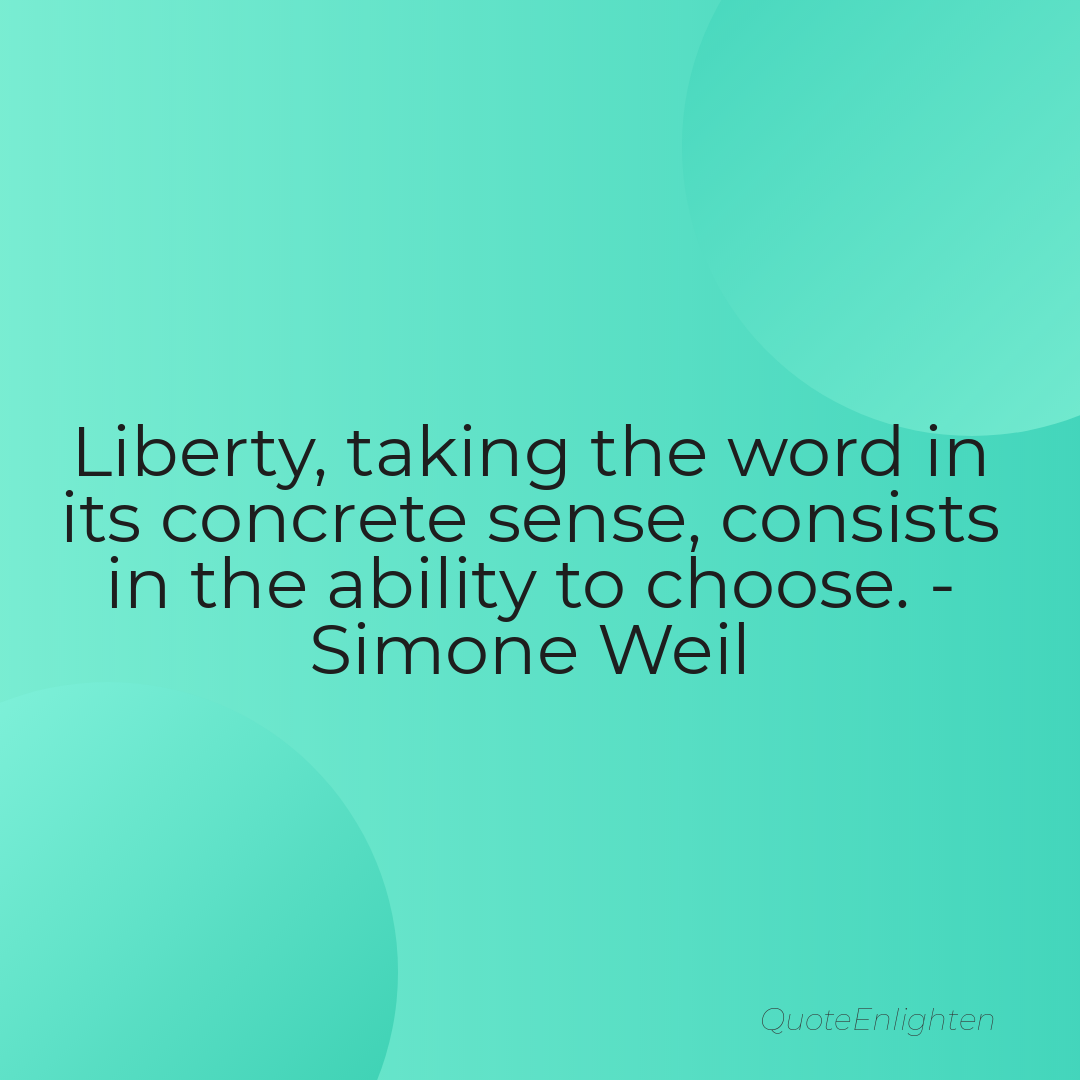 Liberty, taking the word in
its concrete sense, consists
in the ability to choose. -
Simone Weil
QuoteEnlighten